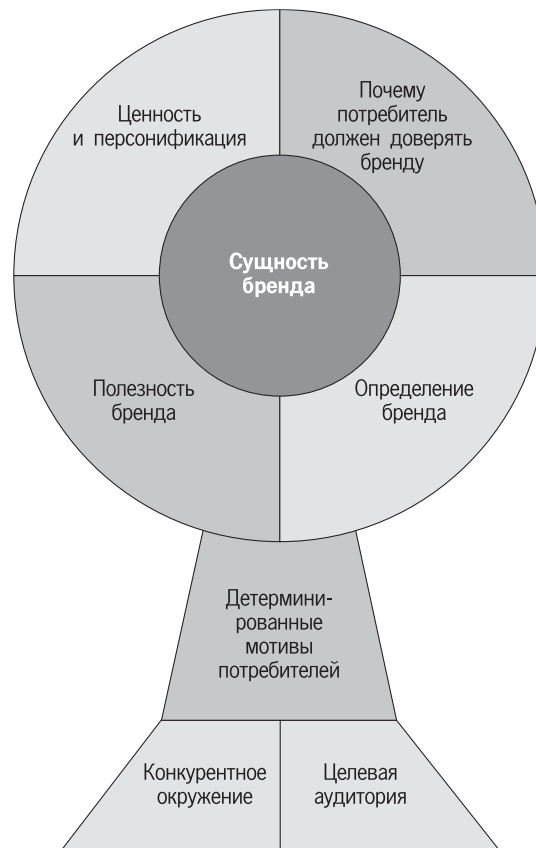 Ценность
и персонификация
Почему
потребитель
должен доверять
бренду
Сущность
бренда
Полезность
бренда
Определение
бренда
Детермини-
рованные
мотивы
потребителей
Конкурентное
окружение
Целевая
аудитория